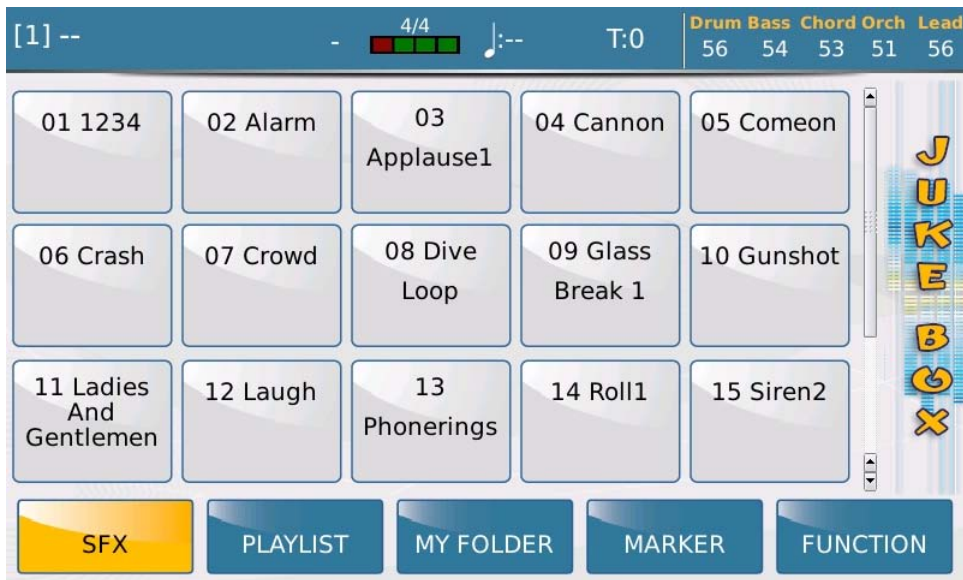 [1] -- - 4/4 ♩:-- T:0 Drum Bass Chord Orch Lead
56 54 53 51 56
01 1234
02 Alarm
03
Applause1
04 Cannon
05 Comeon
06 Crash
07 Crowd
08 Dive
Loop
09 Glass
Break 1
10 Gunshot
11 Ladies
And
Gentlemen
12 Laugh
13
Phonerings
14 Roll1
15 Siren2
JUKE BOX
SFX PLAYLIST MY FOLDER MARKER FUNCTION